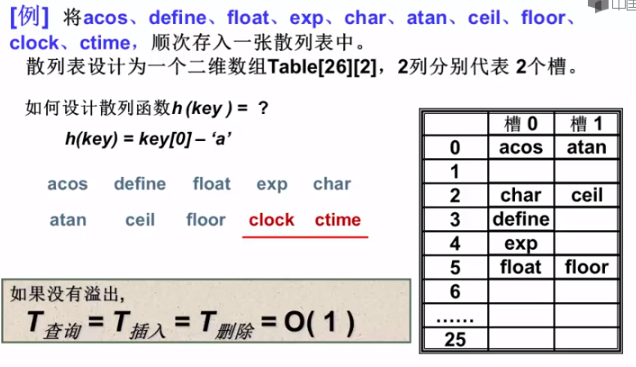 [例] 将acos、define、float、exp、char、atan、ceil、floor、
clock、ctime，顺次存入一张散列表中。
散列表设计为一个二维数组Table[26][2]，2列分别代表 2个槽。
如何设计散列函数h(key) = ？
h(key) = key[0] – ‘a’
acos define float exp char
atan ceil floor clock ctime
如果没有溢出,
T查询 = T插入 = T删除 = O( 1 )
槽 0 槽 1
0 acos atan
1
2 char ceil
3 define
4 exp
5 float floor
6
……
25